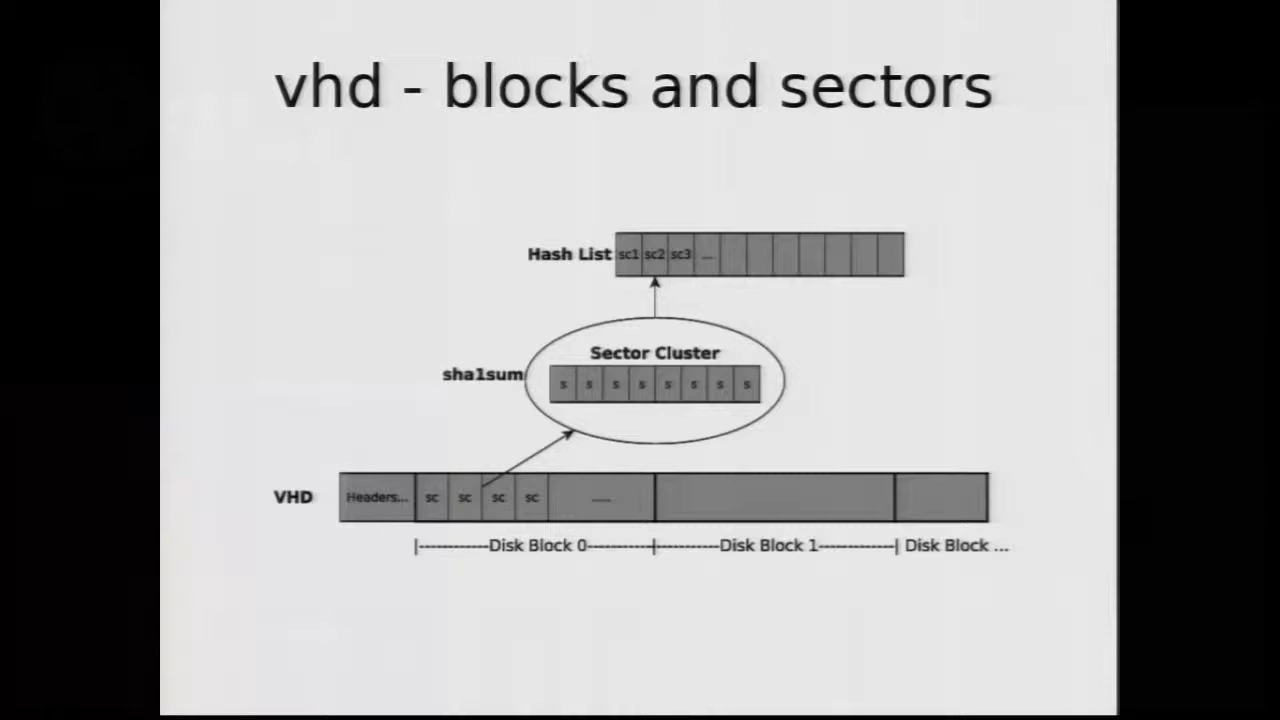 vhd - blocks and sectors
Hash List sc1 sc2 sc3 ...
Sector Cluster
sha1sum
s s s s s s s s
VHD Headers... sc sc sc sc .....
|------------Disk Block 0------------|-----------Disk Block 1-------------| Disk Block ...